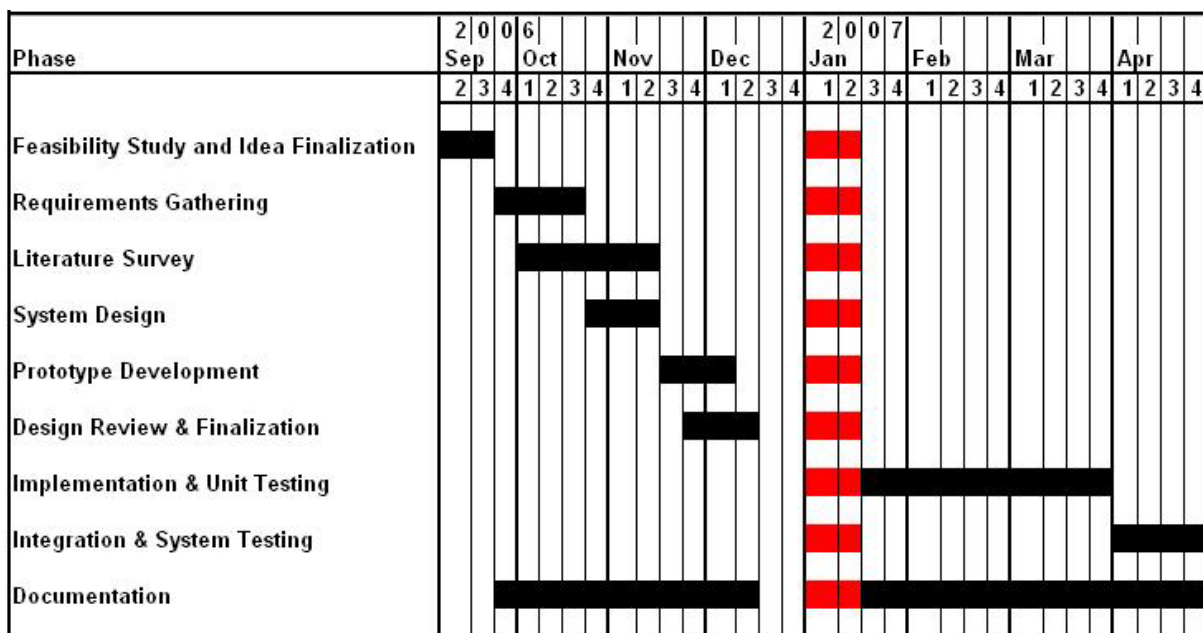 2 0 0 6 2 0 0 7
Phase Sep Oct Nov Dec Jan Feb Mar Apr
2 3 4 1 2 3 4 1 2 3 4 1 2 3 4 1 2 3 4 1 2 3 4 1 2 3 4 1 2 3 4
Feasibility Study and Idea Finalization
Requirements Gathering
Literature Survey
System Design
Prototype Development
Design Review & Finalization
Implementation & Unit Testing
Integration & System Testing
Documentation